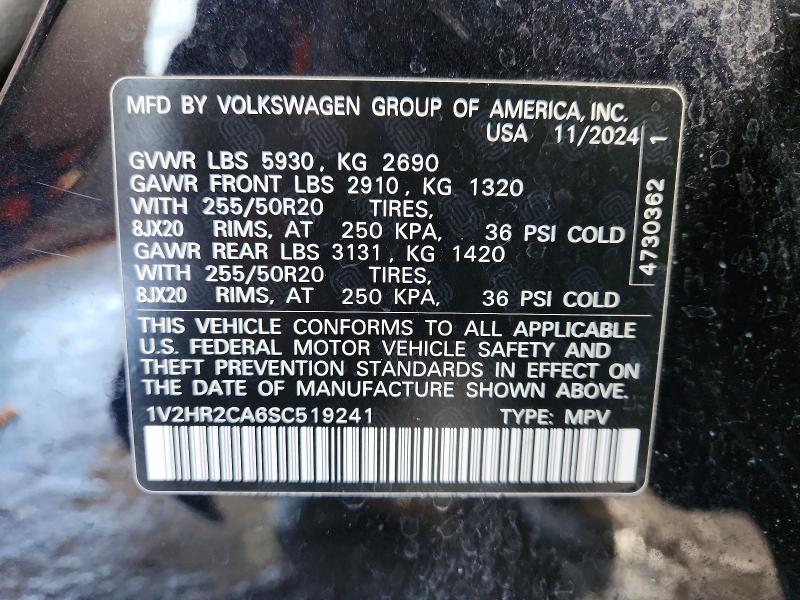 MFD BY VOLKSWAGEN GROUP OF AMERICA, INC.
USA 11/2024
GVWR LBS 5930, KG 2690
GAWR FRONT LBS 2910, KG 1320
WITH 255/50R20 TIRES,
8JX20 RIMS, AT 250 KPA, 36 PSI COLD
GAWR REAR LBS 3131, KG 1420
WITH 255/50R20 TIRES,
8JX20 RIMS, AT 250 KPA, 36 PSI COLD
4730362 1
THIS VEHICLE CONFORMS TO ALL APPLICABLE
U.S. FEDERAL MOTOR VEHICLE SAFETY AND
THEFT PREVENTION STANDARDS IN EFFECT ON
THE DATE OF MANUFACTURE SHOWN ABOVE.
1V2HR2CA6SC519241 TYPE: MPV